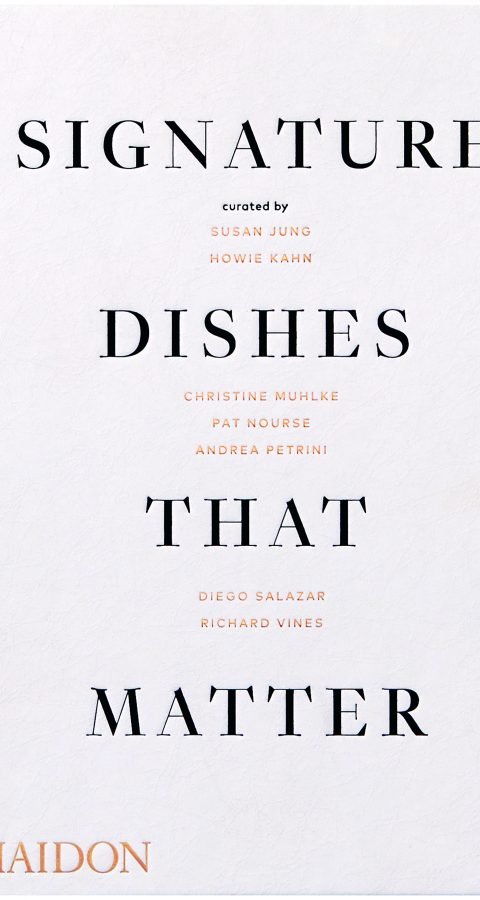 SIGNATURE
curated by
SUSAN JUNG
HOWIE KAHN
DISHES
CHRISTINE MUHLKE
PAT NOURSE
ANDREA PETRINI
THAT
DIEGO SALAZAR
RICHARD VINES
MATTER
HAIDON